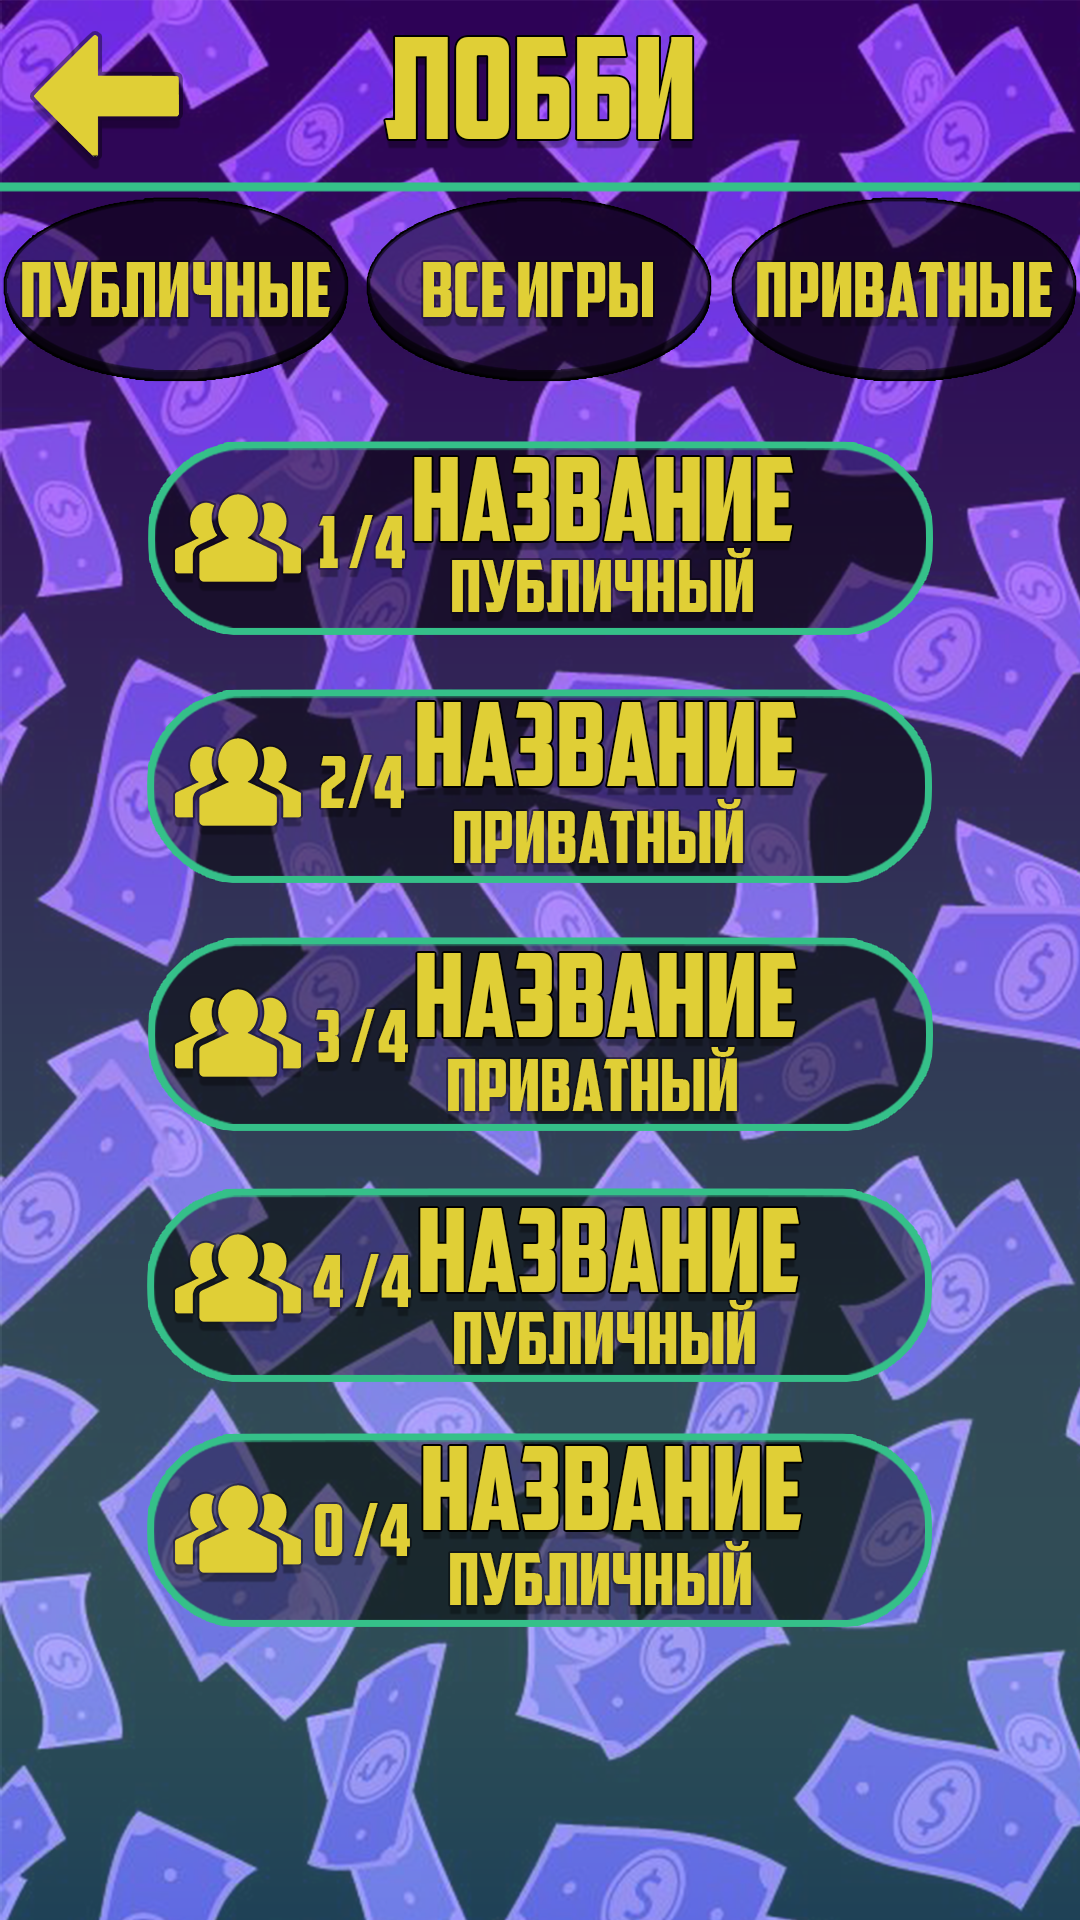 ЛОББИ
ПУБЛИЧНЫЕ ВСЕ ИГРЫ ПРИВАТНЫЕ
НАЗВАНИЕ
1/4
ПУБЛИЧНЫЙ
НАЗВАНИЕ
2/4
ПРИВАТНЫЙ
НАЗВАНИЕ
3/4
ПРИВАТНЫЙ
НАЗВАНИЕ
4/4
ПУБЛИЧНЫЙ
НАЗВАНИЕ
0/4
ПУБЛИЧНЫЙ